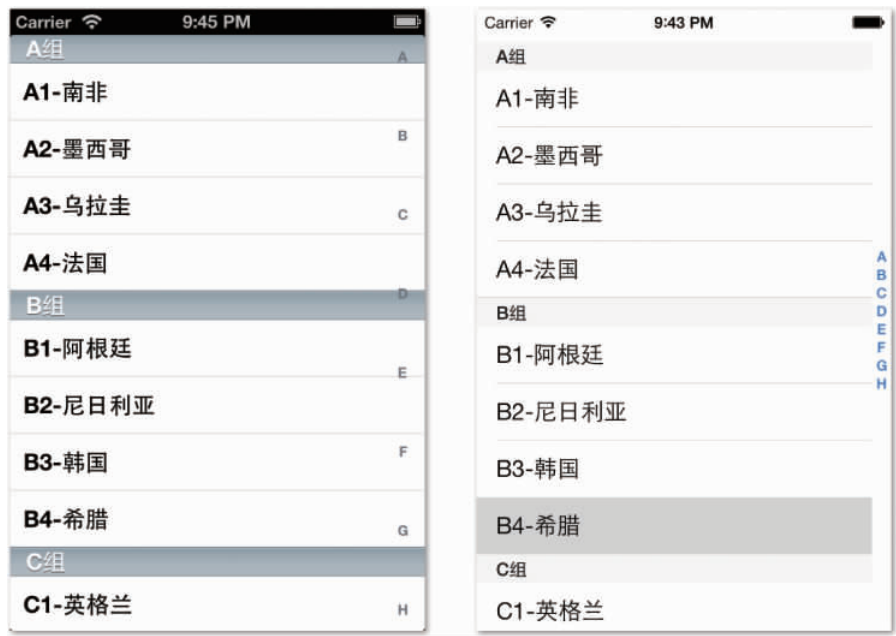 Carrier 9:45 PM
A组
A1-南非
A2-墨西哥
A3-乌拉圭
A4-法国
B组
B1-阿根廷
B2-尼日利亚
B3-韩国
B4-希腊
C组
C1-英格兰
A
B
C
D
E
F
G
H
Carrier 9:43 PM
A组
A1-南非
A2-墨西哥
A3-乌拉圭
A4-法国
B组
B1-阿根廷
B2-尼日利亚
B3-韩国
B4-希腊
C组
C1-英格兰
A
B
C
D
E
F
G
H